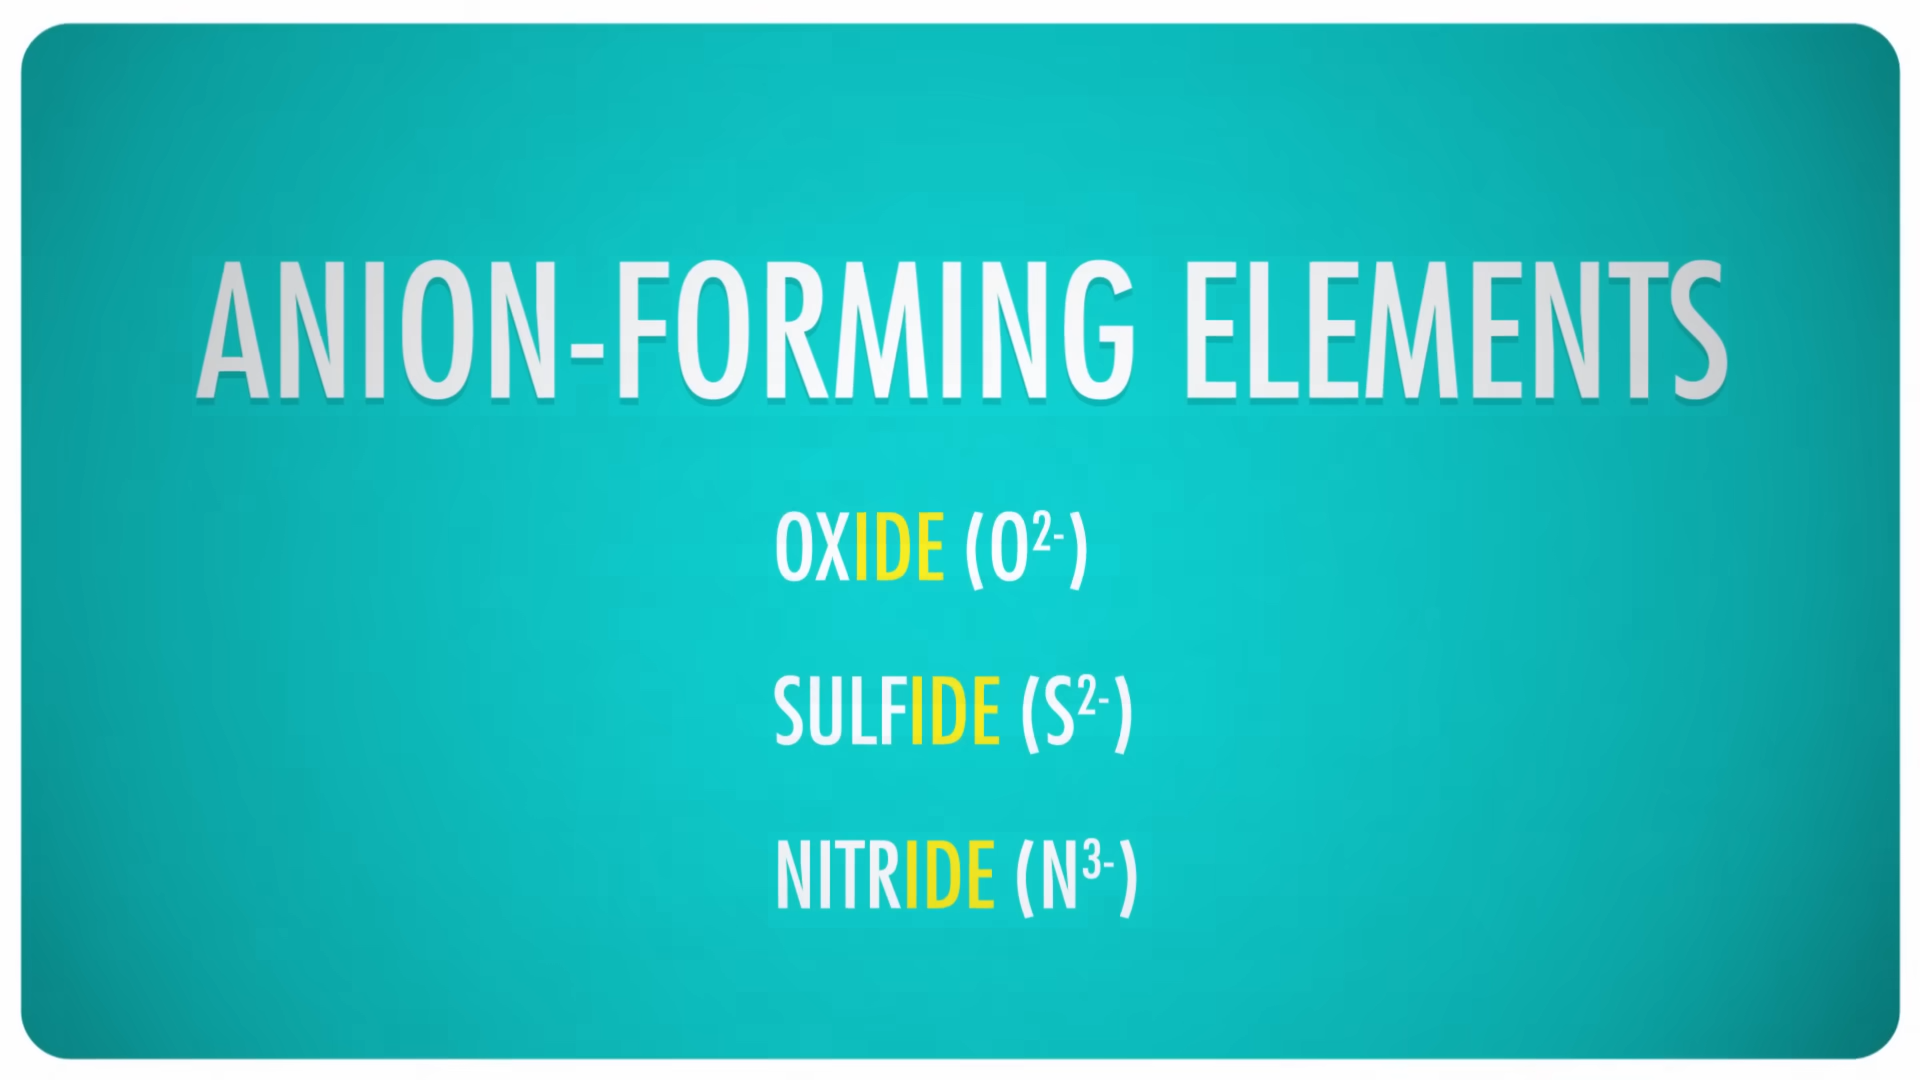 ANION-FORMING ELEMENTS
OXIDE (O²⁻)
SULFIDE (S²⁻)
NITRIDE (N³⁻)